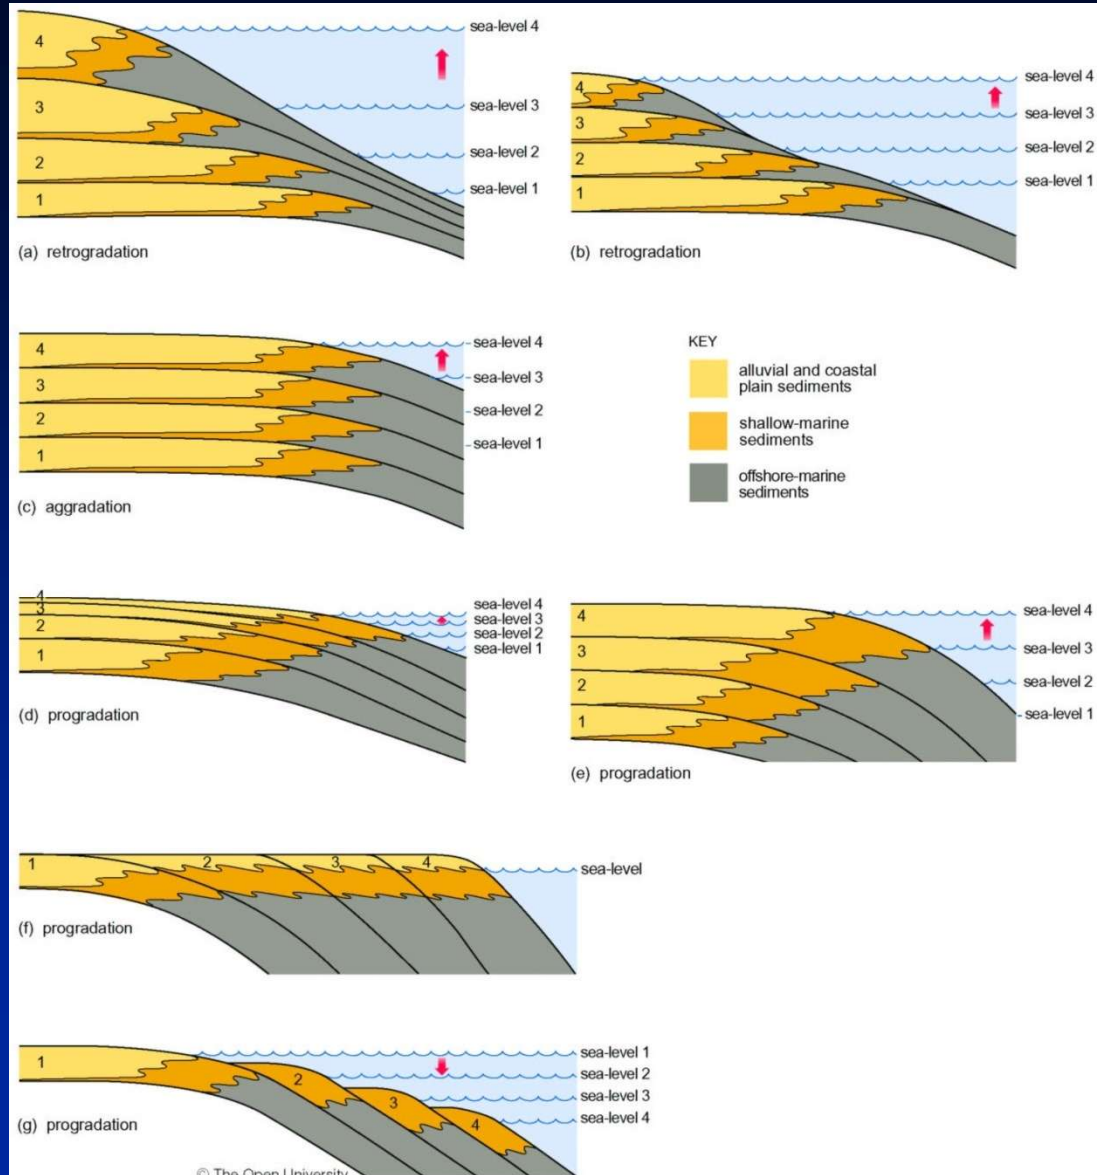 4
3
2
1
sea-level 4
sea-level 3
sea-level 2
sea-level 1
(a) retrogradation
4
3
2
1
sea-level 4
sea-level 3
sea-level 2
sea-level 1
(b) retrogradation
4
3
2
1
sea-level 4
sea-level 3
sea-level 2
sea-level 1
(c) aggradation
KEY
alluvial and coastal
plain sediments
shallow-marine
sediments
offshore-marine
sediments
4
3
2
1
sea-level 4
sea-level 3
sea-level 2
sea-level 1
(d) progradation
4
3
2
1
sea-level 4
sea-level 3
sea-level 2
sea-level 1
(e) progradation
1
2
3
4
sea-level
(f) progradation
1
2
3
4
sea-level 1
sea-level 2
sea-level 3
sea-level 4
(g) progradation
© The Open University